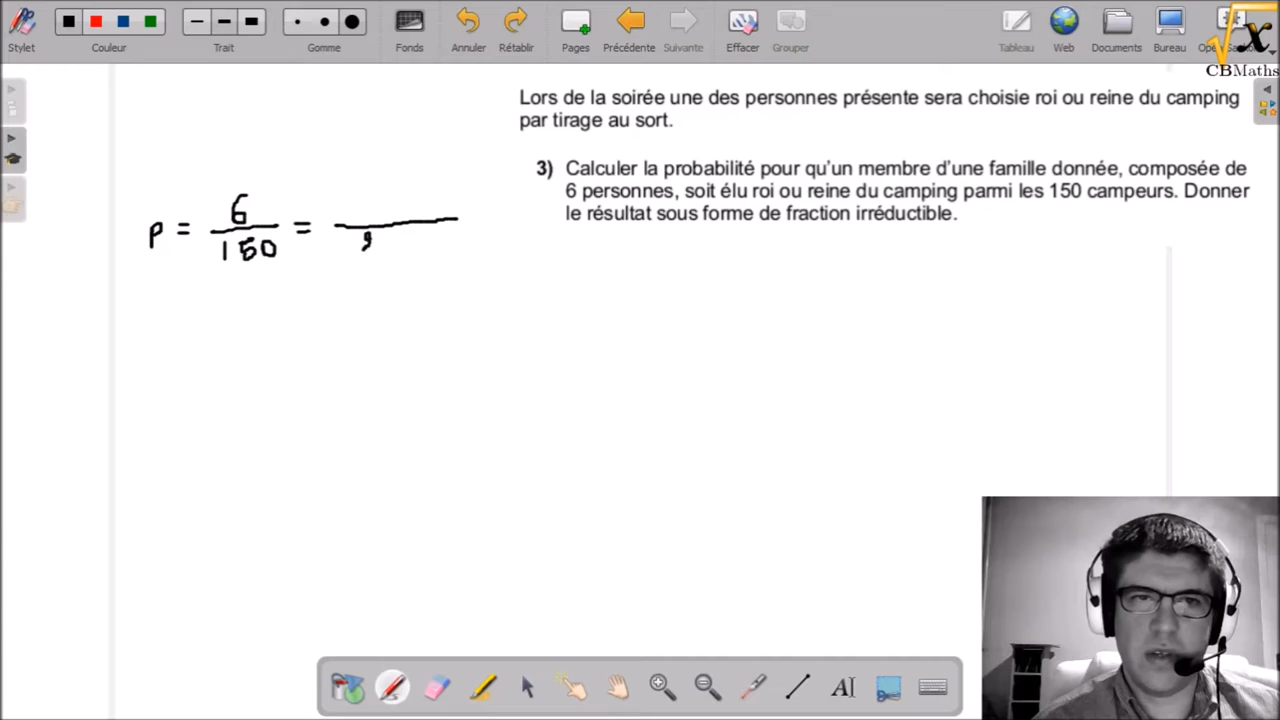 Stylet Couleur Trait Gomme Fonds Annuler Rétablir Pages Précédente Suivante Effacer Grouper Tableau Web Documents Bureau
CBMaths
Lors de la soirée une des personnes présente sera choisie roi ou reine du camping
par tirage au sort.
3) Calculer la probabilité pour qu'un membre d'une famille donnée, composée de
6 personnes, soit élu roi ou reine du camping parmi les 150 campeurs. Donner
le résultat sous forme de fraction irréductible.
p = 6/150 =